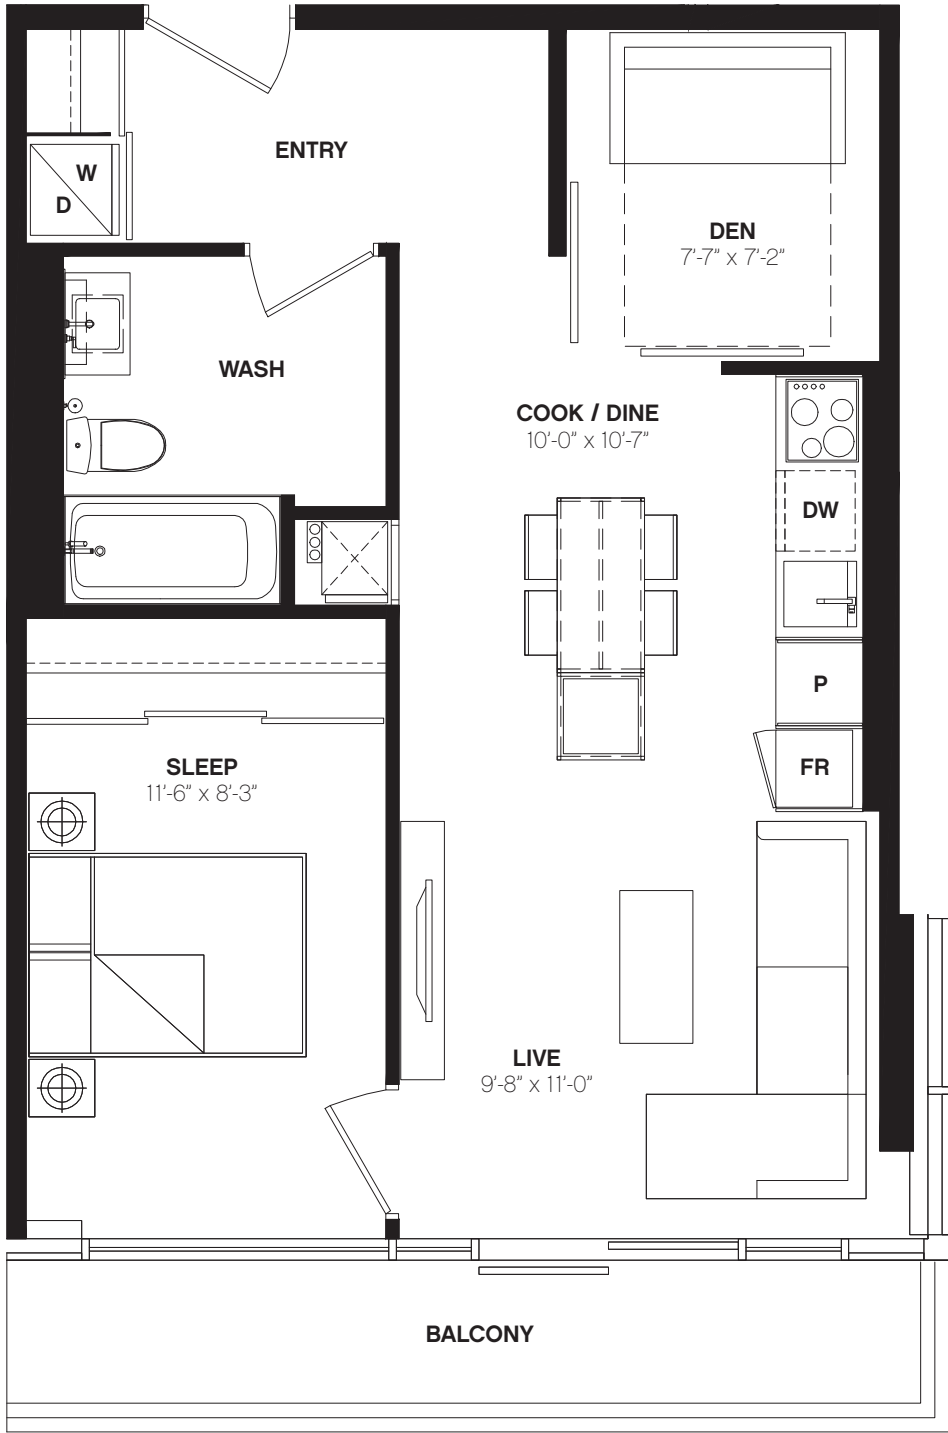 ENTRY
W
D
DEN
7'-7" x 7'-2"
WASH
COOK / DINE
10'-0" x 10'-7"
DW
P
FR
SLEEP
11'-6" x 8'-3"
LIVE
9'-8" x 11'-0"
BALCONY